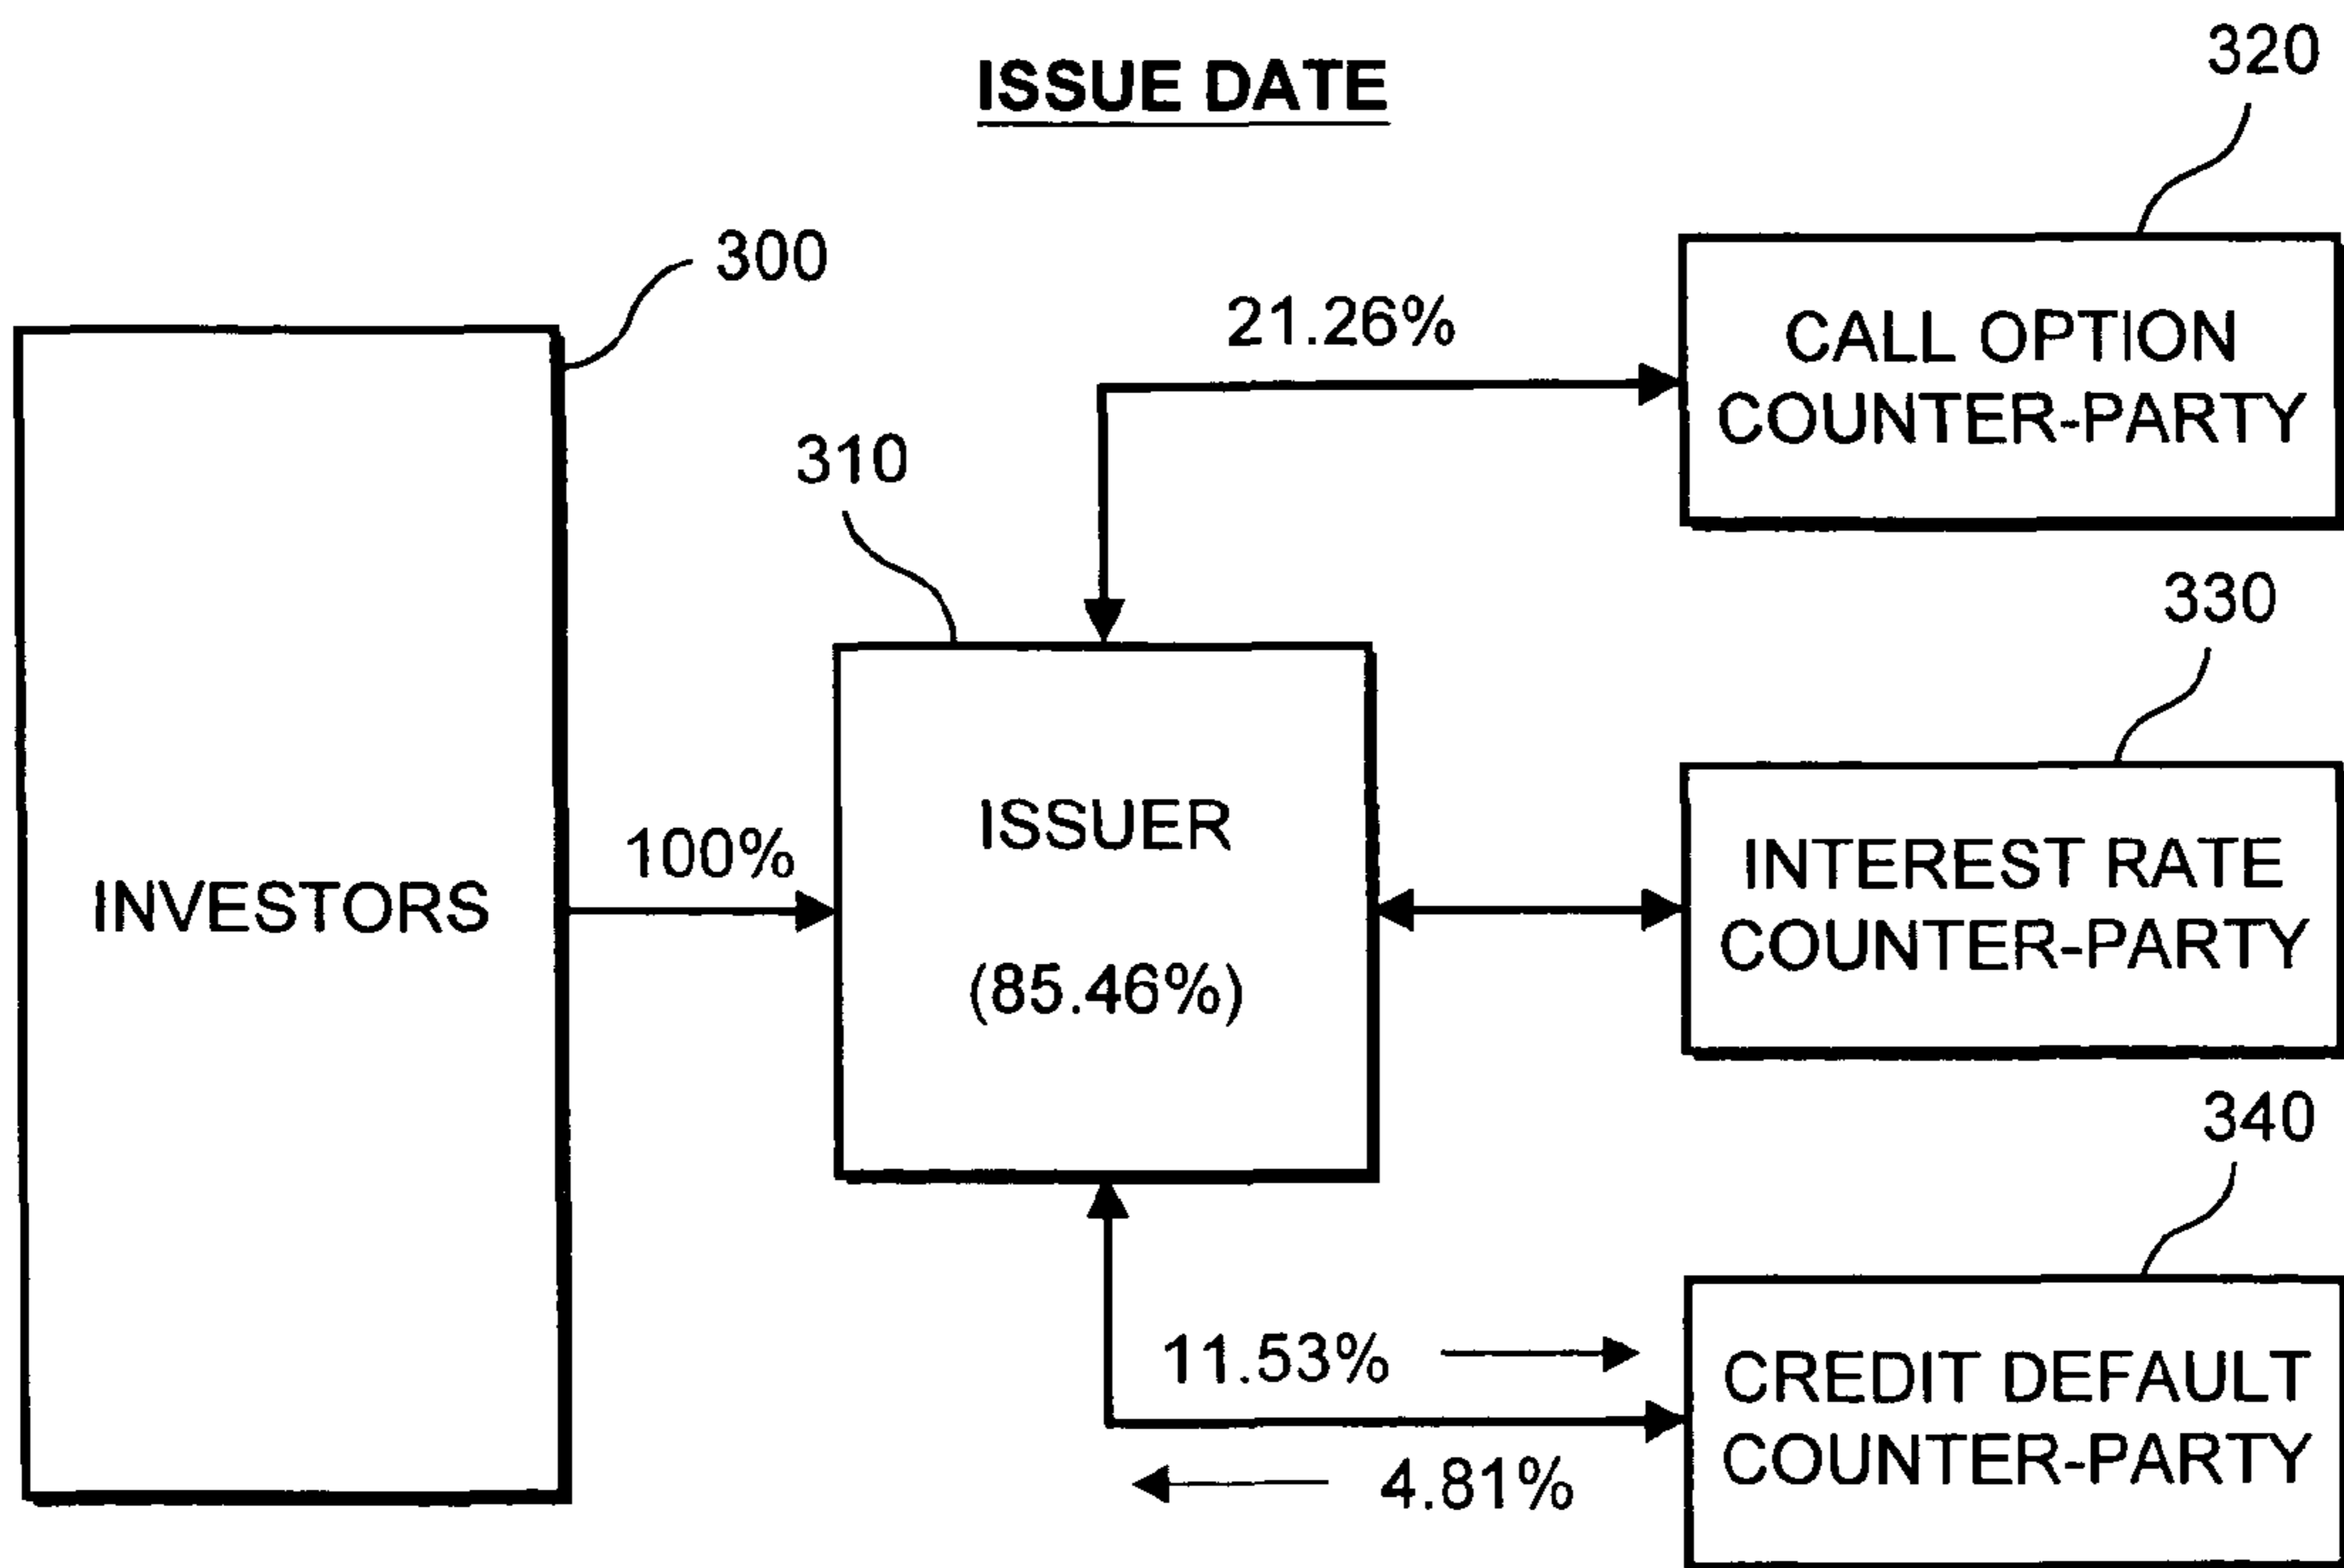 ISSUE DATE
320
300
21.26%
CALL OPTION
COUNTER-PARTY
310
330
100%
ISSUER
(85.46%)
INVESTORS
INTEREST RATE
COUNTER-PARTY
340
11.53%
4.81%
CREDIT DEFAULT
COUNTER-PARTY